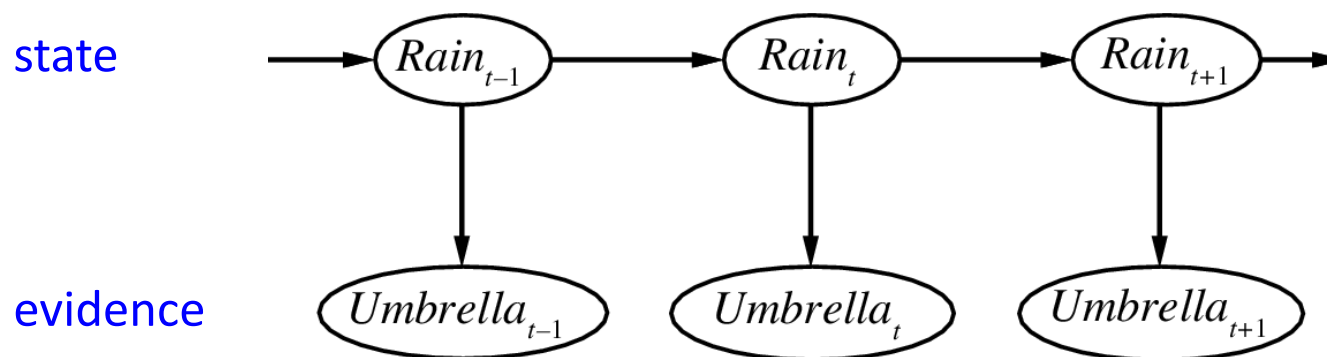 state Rain_{t–1} Rain_t Rain_{t+1}
evidence Umbrella_{t–1} Umbrella_t Umbrella_{t+1}